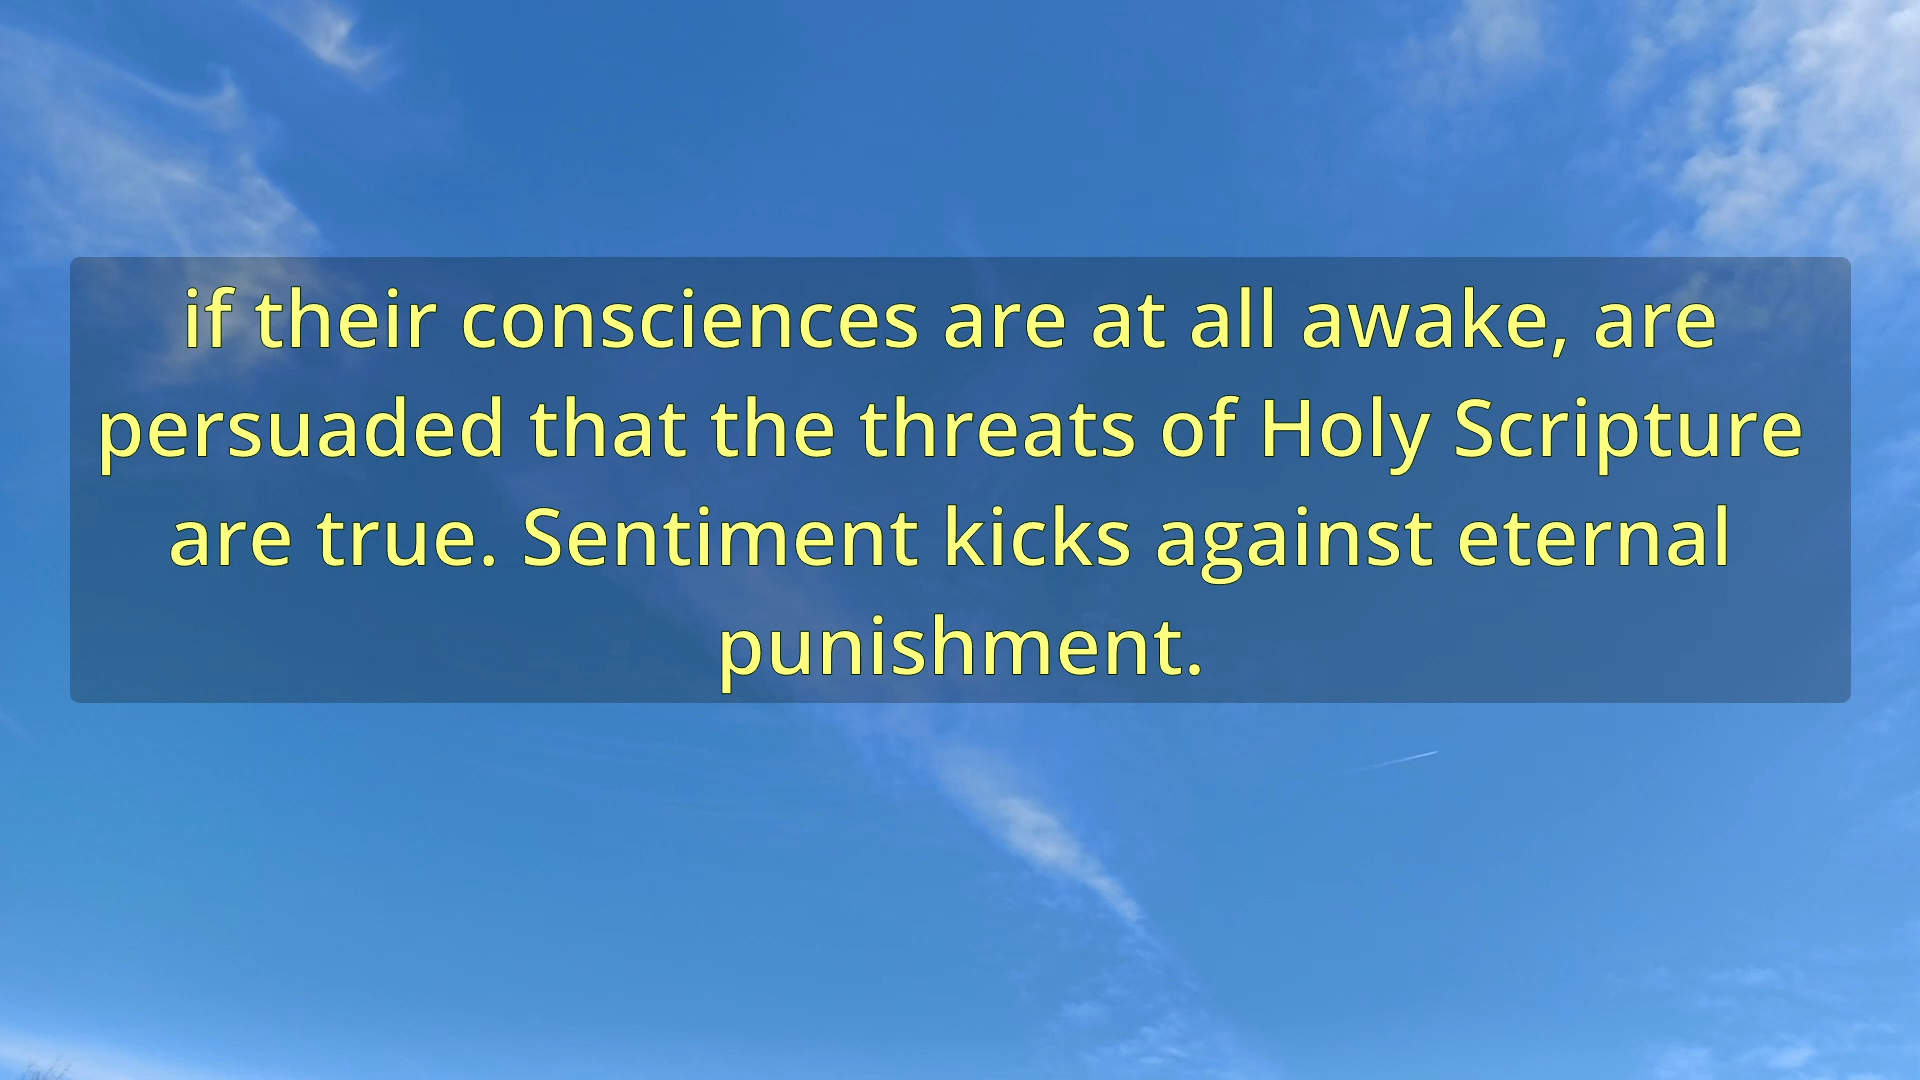 if their consciences are at all awake, are
persuaded that the threats of Holy Scripture
are true. Sentiment kicks against eternal
punishment.